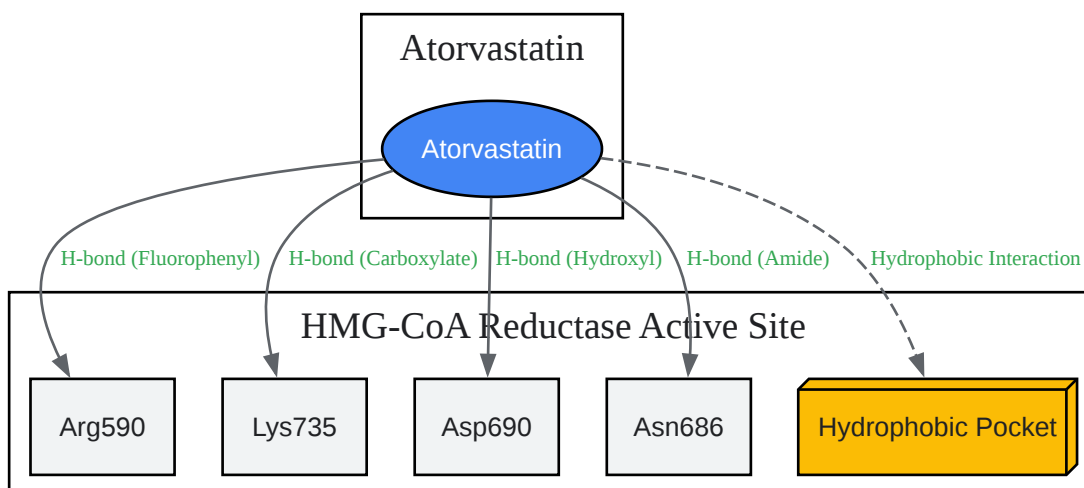 Atorvastatin
Atorvastatin
H-bond (Fluorophenyl)
H-bond (Carboxylate)
H-bond (Hydroxyl)
H-bond (Amide)
Hydrophobic Interaction
HMG-CoA Reductase Active Site
Arg590
Lys735
Asp690
Asn686
Hydrophobic Pocket